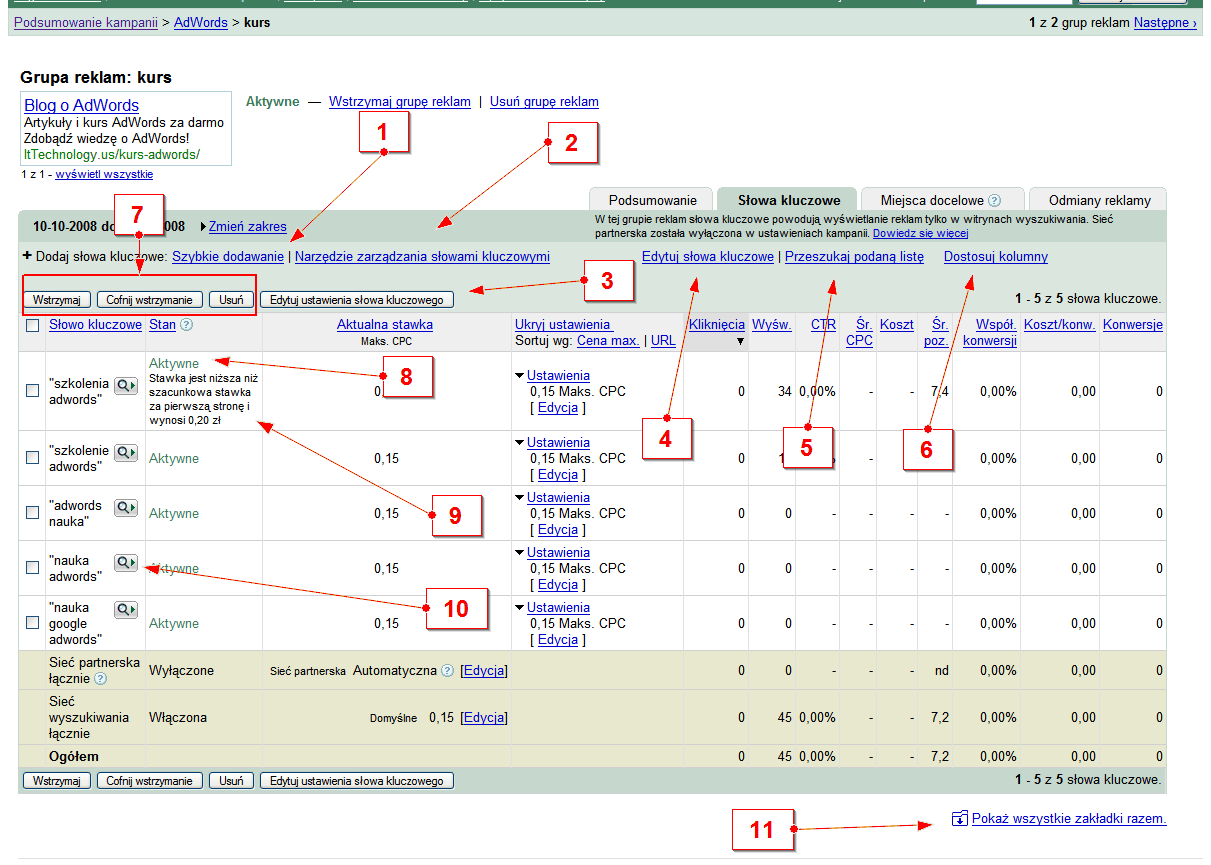 Podsumowanie kampanii > AdWords > kurs
1 z 2 grup reklam Następne ›
Grupa reklam: kurs
Blog o AdWords
Artykuły i kurs AdWords za darmo
Zdobądź wiedzę o AdWords!
ItTechnology.us/kurs-adwords/
1 z 1 - wyświetl wszystkie
Aktywne — Wstrzymaj grupę reklam | Usuń grupę reklam
1
2
7
Podsumowanie
Słowa kluczowe
Miejsca docelowe ?
Odmiany reklamy
10-10-2008 do 2008
Zmień zakres
W tej grupie reklam słowa kluczowe powodują wyświetlanie reklam tylko w witrynach wyszukiwania. Sieć
partnerska została wyłączona w ustawieniach kampanii. Dowiedz się więcej
+ Dodaj słowa kluczowe: Szybkie dodawanie | Narzędzie zarządzania słowami kluczowymi
Edytuj słowa kluczowe | Przeszukaj podaną listę
Dostosuj kolumny
3
Wstrzymaj
Cofnij wstrzymanie
Usuń
Edytuj ustawienia słowa kluczowego
1 - 5 z 5 słowa kluczowe.
Słowo kluczowe
Stan ?
Aktualna stawka
Maks. CPC
Ukryj ustawienia
Sortuj wg: Cena max. | URL
Kliknięcia
▼
Wyśw.
CTR
Śr.
CPC
Koszt
Śr.
poz.
Współ.
konwersji
Koszt/konw.
Konwersje
"szkolenia
adwords"
Aktywne
Stawka jest niższa niż
szacunkowa stawka
za pierwszą stronę i
wynosi 0,20 zł
8
Ustawienia
0,15 Maks. CPC
[ Edycja ]
0
34
0,00%
-
-
7,4
0,00%
0,00
0
4
5
6
"szkolenie
adwords"
Aktywne
0,15
Ustawienia
0,15 Maks. CPC
[ Edycja ]
0
-
0,00%
0,00
0
9
"adwords
nauka"
Aktywne
0,15
Ustawienia
0,15 Maks. CPC
[ Edycja ]
0
0
-
-
-
-
0,00%
0,00
0
"nauka
adwords"
Aktywne
0,15
Ustawienia
0,15 Maks. CPC
[ Edycja ]
0
0
-
-
-
-
0,00%
0,00
0
10
"nauka
google
adwords"
Aktywne
0,15
Ustawienia
0,15 Maks. CPC
[ Edycja ]
0
0
-
-
-
-
0,00%
0,00
0
Sieć partnerska
łącznie ?
Wyłączone
Sieć partnerska Automatyczna ? [Edycja]
0
0
-
-
-
nd
0,00%
0,00
0
Sieć
wyszukiwania
łącznie
Włączona
Domyślne 0,15 [Edycja]
0
45
0,00%
-
-
7,2
0,00%
0,00
0
Ogółem
0
45
0,00%
-
-
7,2
0,00%
0,00
0
Wstrzymaj
Cofnij wstrzymanie
Usuń
Edytuj ustawienia słowa kluczowego
1 - 5 z 5 słowa kluczowe.
11
Pokaż wszystkie zakładki razem.